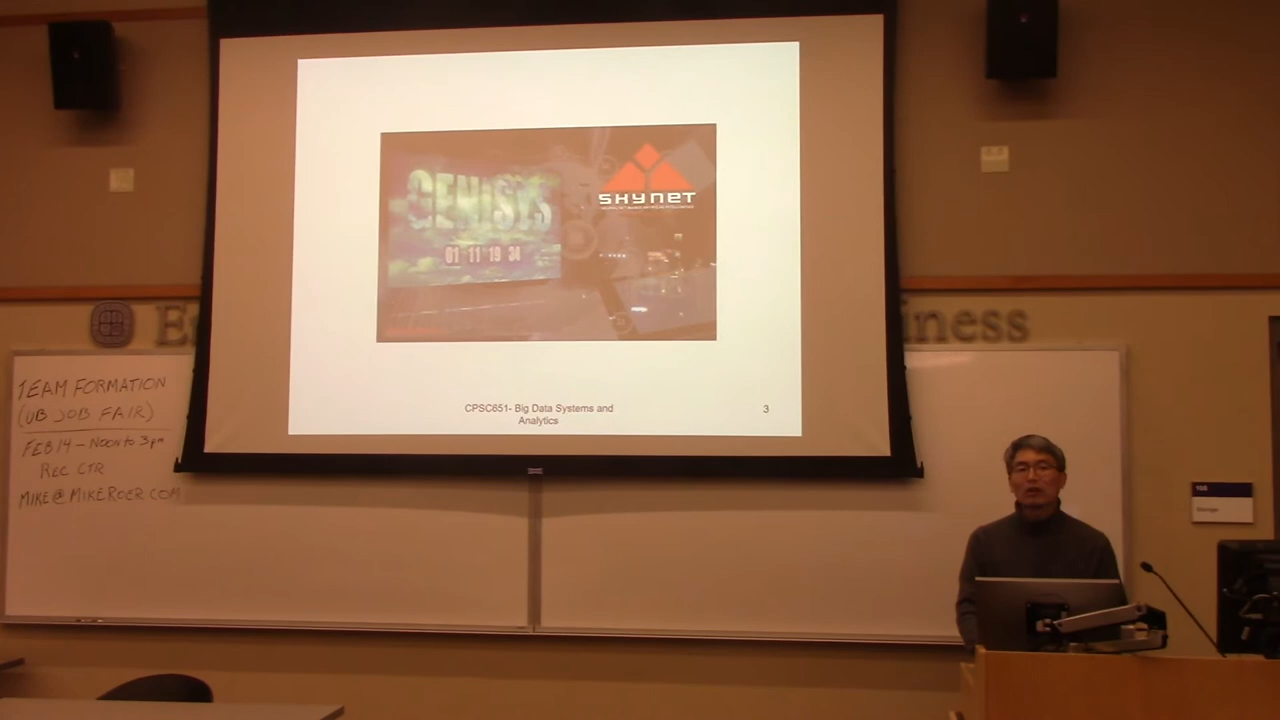 GENISYS
01 11 19 34
SKYNET
CPSC651- Big Data Systems and
Analytics
3
iness
TEAM FORMATION
(UB JOB FAIR)
FEB 14 - NOON to 3pm
REC CTR
MIKE@MIKEROER.COM
Storage